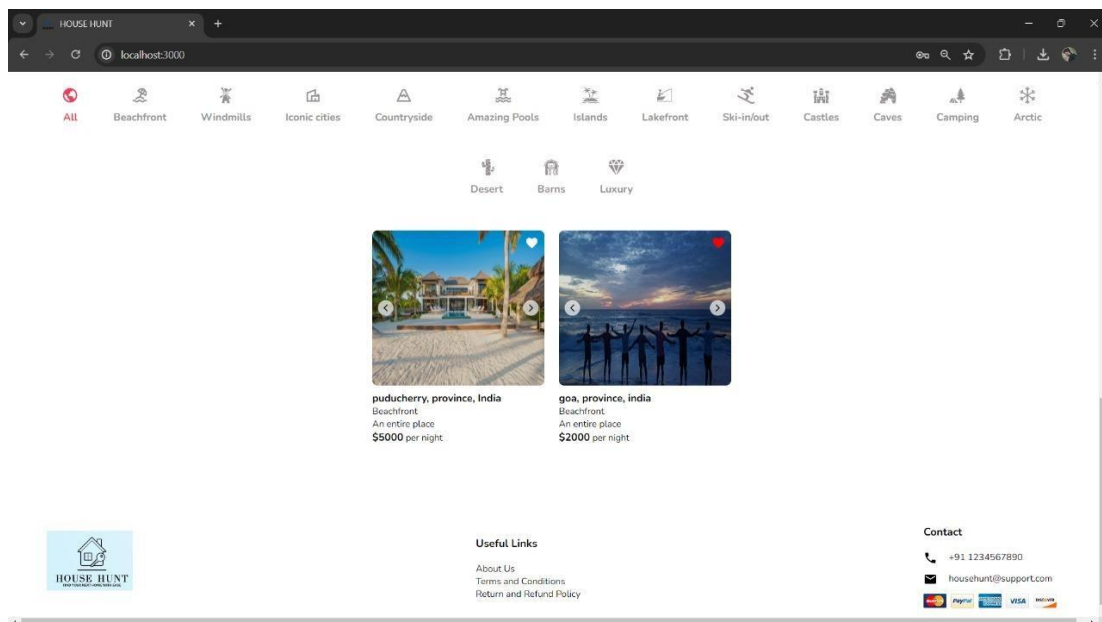 HOUSE HUNT
localhost:3000
All Beachfront Windmills Iconic cities Countryside Amazing Pools Islands Lakefront Ski-in/out Castles Caves Camping Arctic
Desert Barns Luxury
puducherry, province, India
Beachfront
An entire place
$5000 per night
goa, province, india
Beachfront
An entire place
$2000 per night
HOUSE HUNT
Useful Links
About Us
Terms and Conditions
Return and Refund Policy
Contact
+91 1234567890
househunt@support.com
PayPal VISA